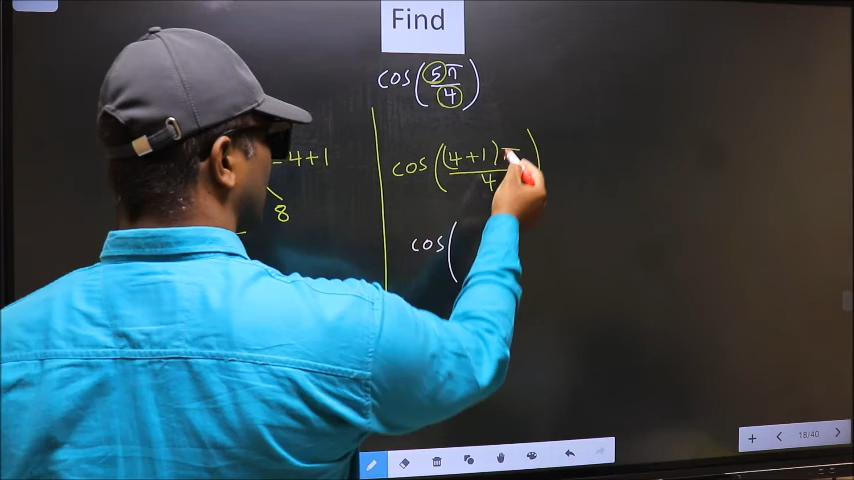 Find
cos(5π/4)
4+1
8
cos((4+1)π/4)
cos(
18/40